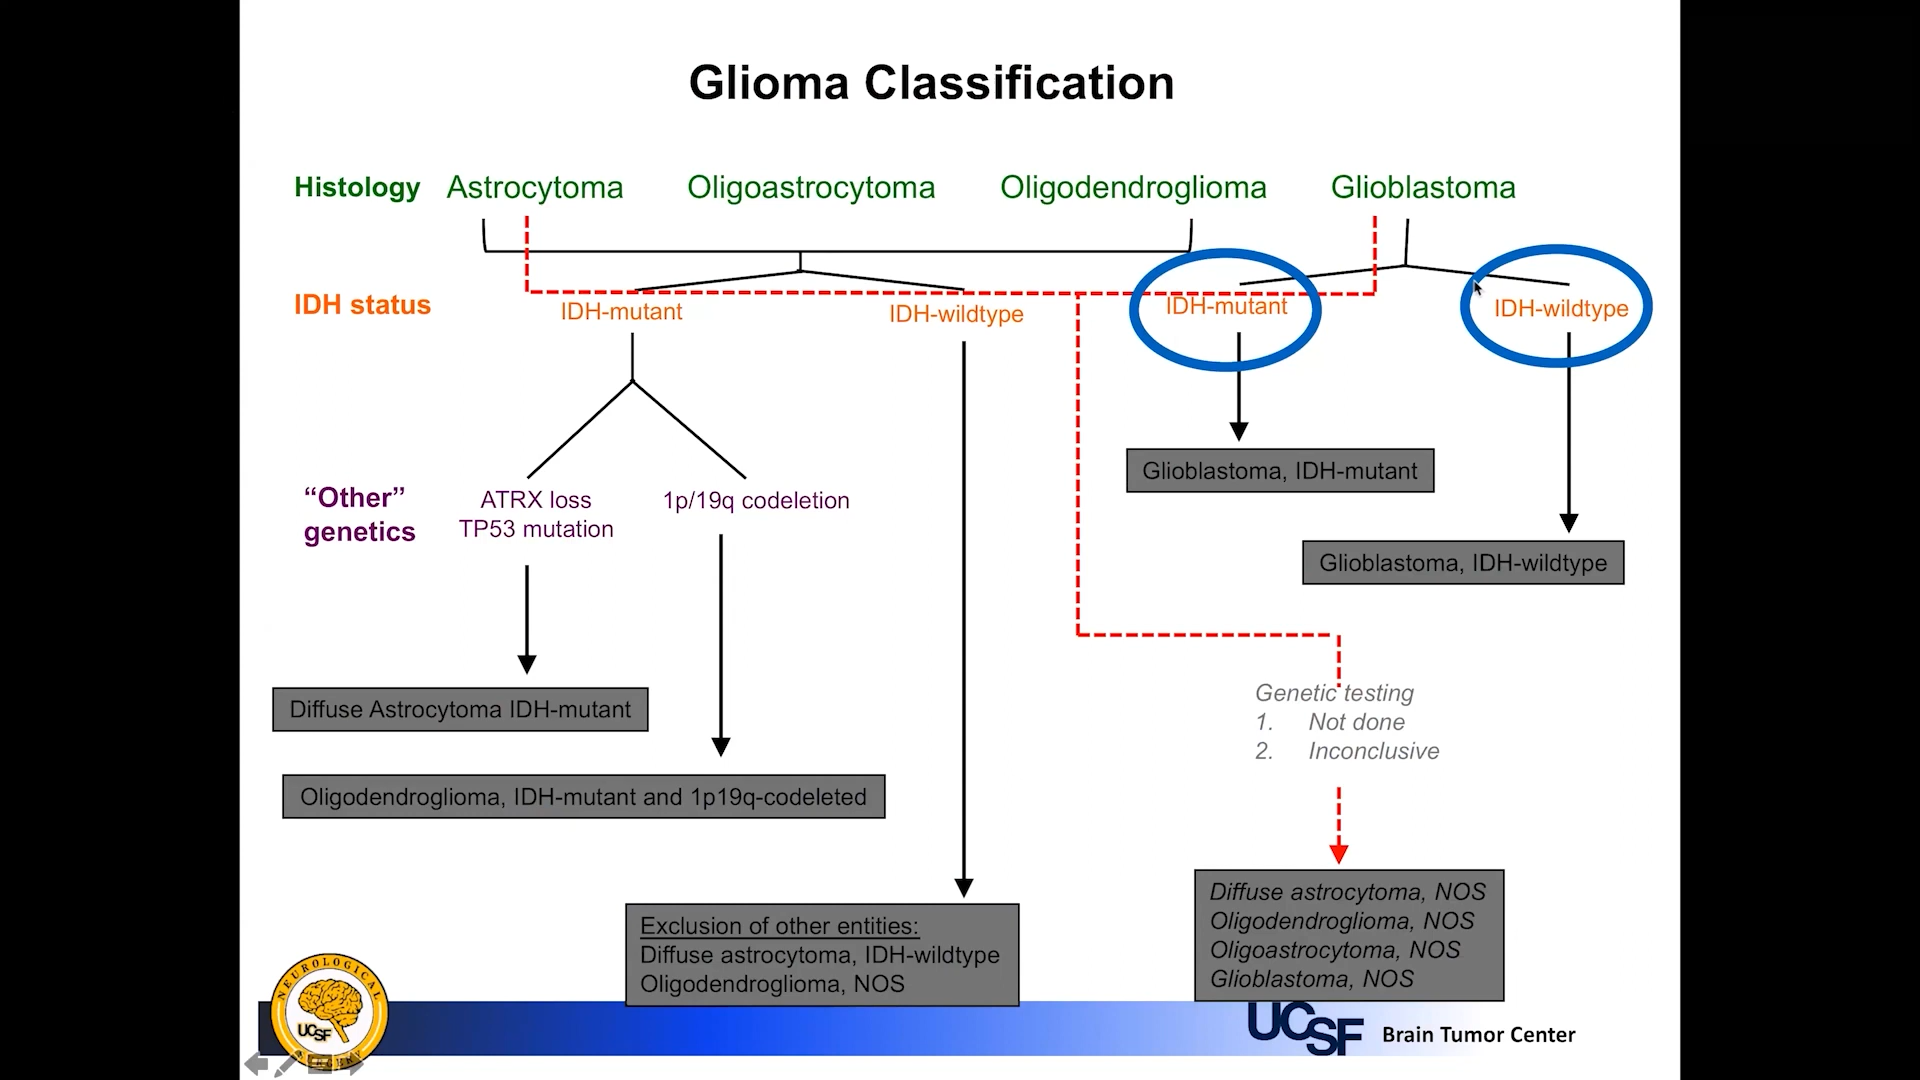 Glioma Classification
Histology Astrocytoma Oligoastrocytoma Oligodendroglioma Glioblastoma
IDH status IDH-mutant IDH-wildtype IDH-mutant IDH-wildtype
Glioblastoma, IDH-mutant
“Other” genetics
ATRX loss
TP53 mutation
1p/19q codeletion
Glioblastoma, IDH-wildtype
Genetic testing
1. Not done
2. Inconclusive
Diffuse Astrocytoma IDH-mutant
Oligodendroglioma, IDH-mutant and 1p19q-codeleted
Exclusion of other entities:
Diffuse astrocytoma, IDH-wildtype
Oligodendroglioma, NOS
Diffuse astrocytoma, NOS
Oligodendroglioma, NOS
Oligoastrocytoma, NOS
Glioblastoma, NOS
NEUROLOGICAL
UCSF
UCSF Brain Tumor Center